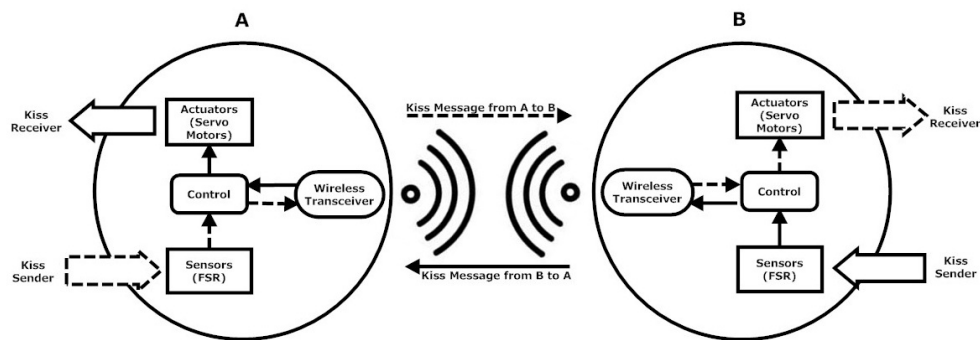 A
B
Kiss
Receiver
Actuators
(Servo
Motors)
Kiss Message from A to B
Actuators
(Servo
Motors)
Kiss
Receiver
Control
Wireless
Transceiver
Wireless
Transceiver
Control
Kiss
Sender
Sensors
(FSR)
Kiss Message from B to A
Sensors
(FSR)
Kiss
Sender